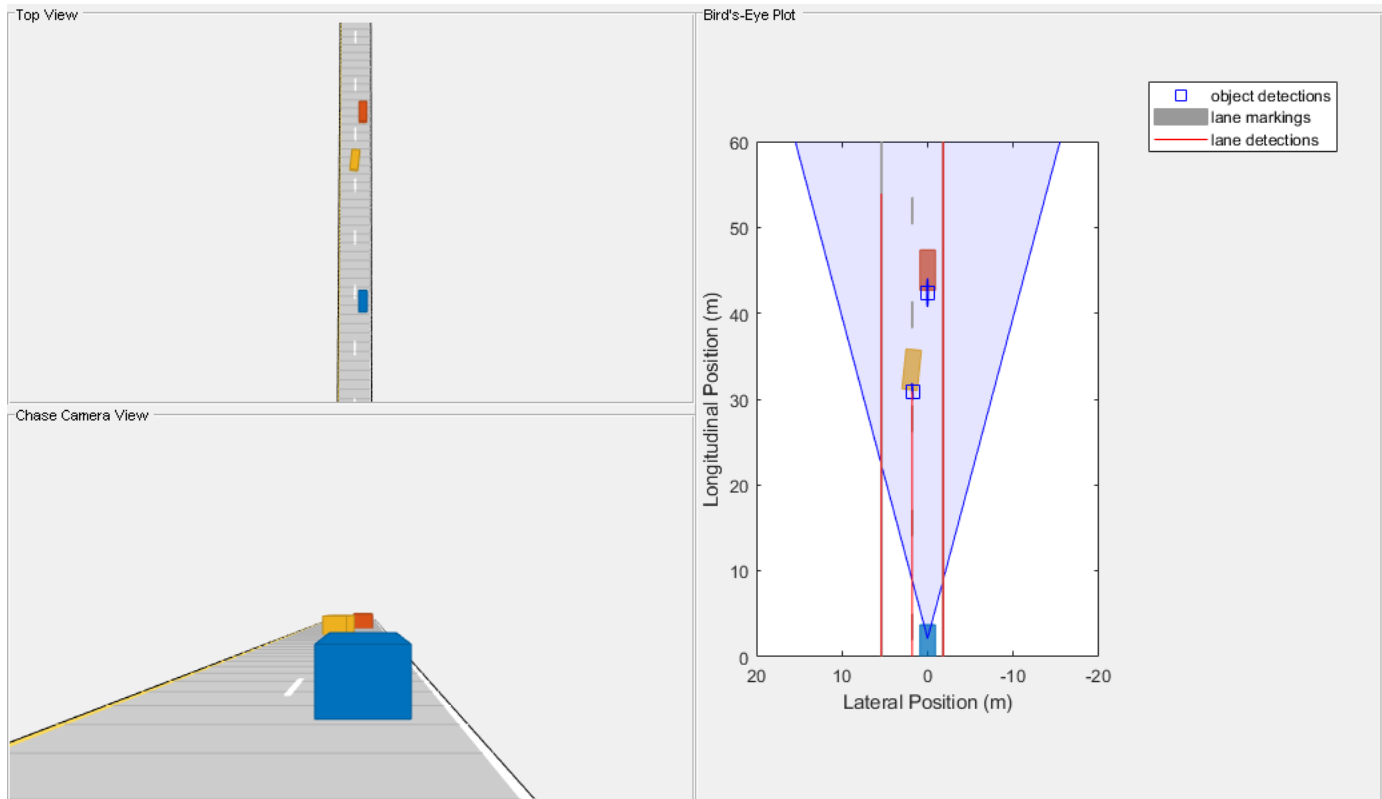 Top View
Chase Camera View
Bird's-Eye Plot
object detections
lane markings
lane detections
60
50
40
30
20
10
0
Longitudinal Position (m)
20 10 0 -10 -20
Lateral Position (m)